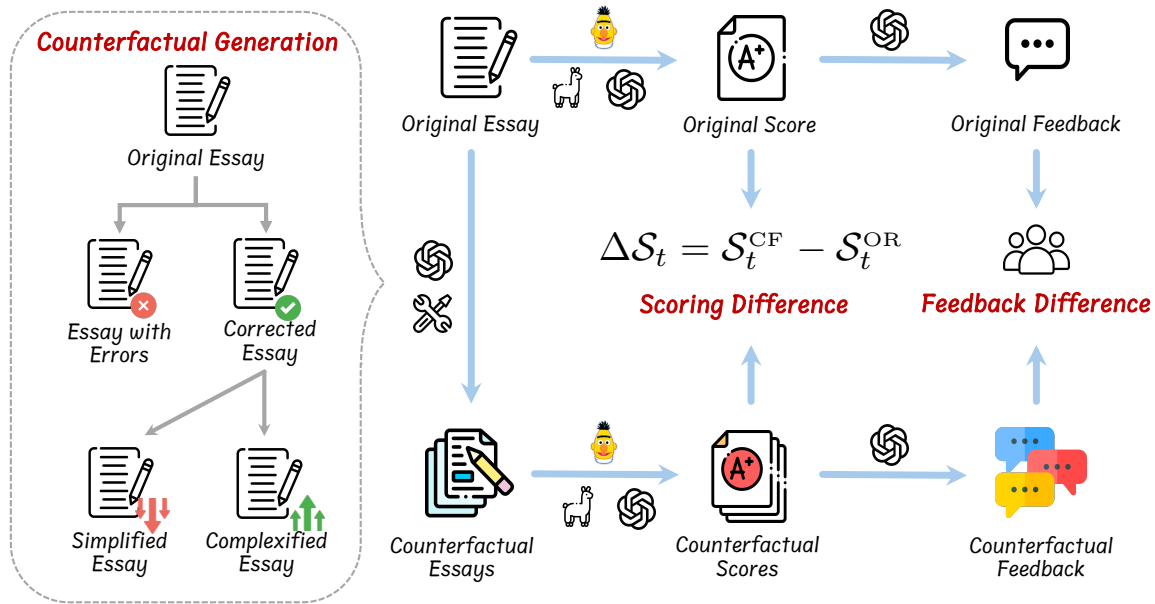 Counterfactual Generation
Original Essay
Essay with
Errors
Corrected
Essay
Simplified
Essay
Complexified
Essay
Original Essay
A+
Original Score
Original Feedback
ΔS_t = S_t^CF − S_t^OR
Scoring Difference
Feedback Difference
Counterfactual
Essays
A+
Counterfactual
Scores
Counterfactual
Feedback